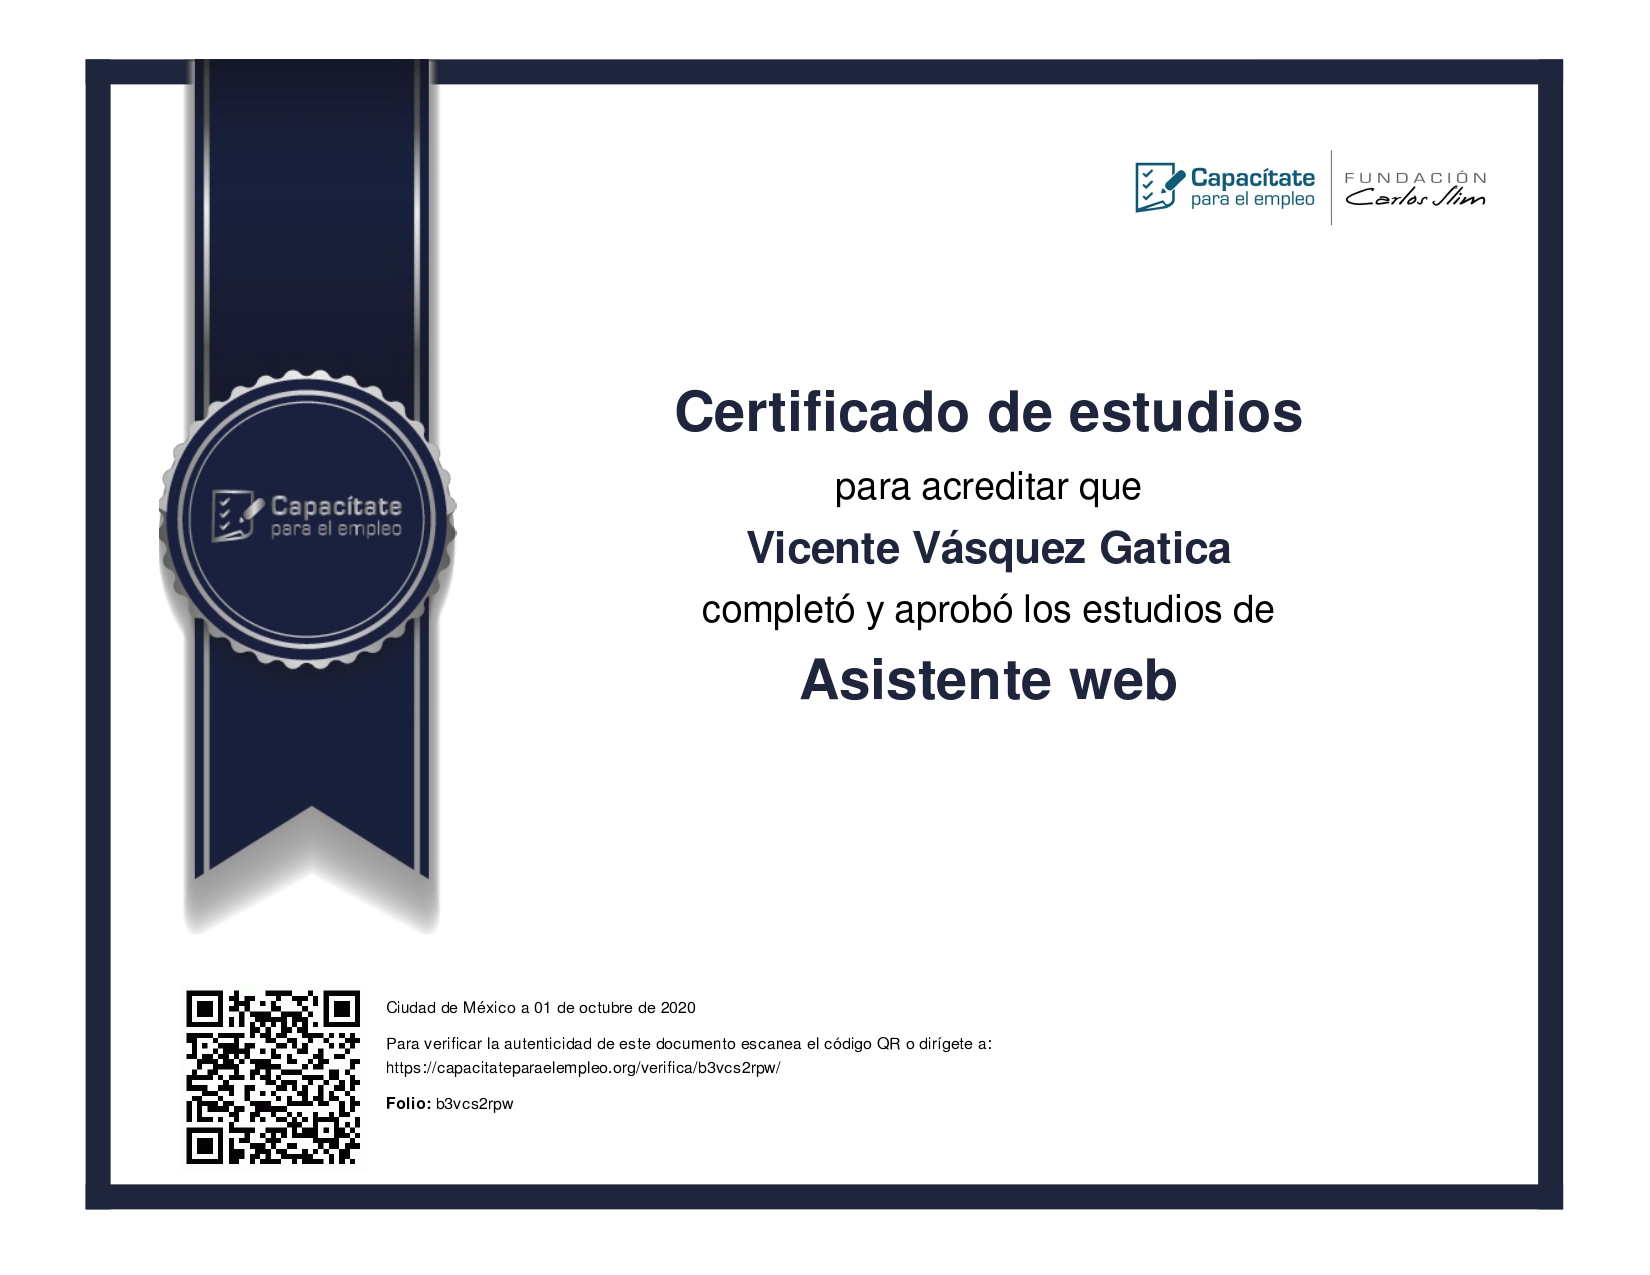 Capacítate
para el empleo
FUNDACIÓN
Carlos Slim
Certificado de estudios
para acreditar que
Vicente Vásquez Gatica
completó y aprobó los estudios de
Asistente web
Capacítate
para el empleo
Ciudad de México a 01 de octubre de 2020
Para verificar la autenticidad de este documento escanea el código QR o dirígete a:
https://capacitateparaelempleo.org/verifica/b3vcs2rpw/
Folio: b3vcs2rpw